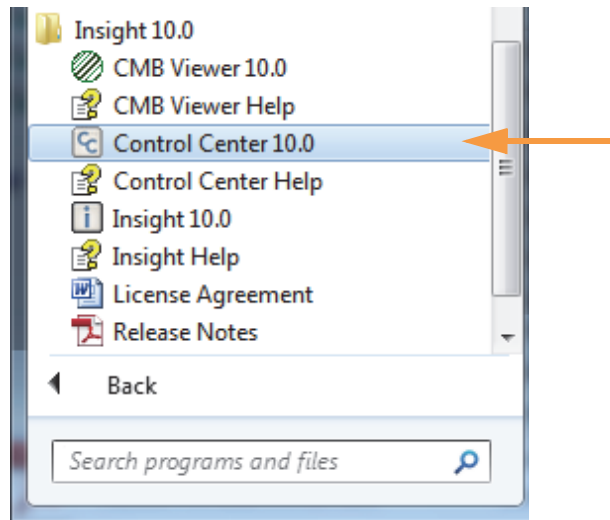 Insight 10.0
CMB Viewer 10.0
CMB Viewer Help
Control Center 10.0
Control Center Help
Insight 10.0
Insight Help
License Agreement
Release Notes
Back
Search programs and files